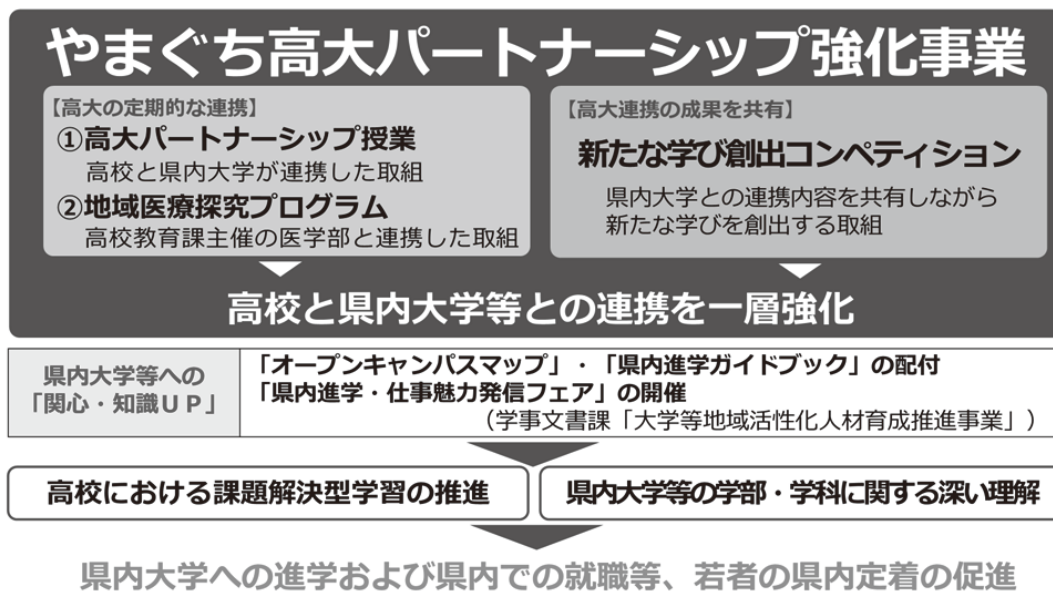 やまぐち高大パートナーシップ強化事業
【高大の定期的な連携】
①高大パートナーシップ授業
高校と県内大学が連携した取組
②地域医療探究プログラム
高校教育課主催の医学部と連携した取組
【高大連携の成果を共有】
新たな学び創出コンペティション
県内大学との連携内容を共有しながら
新たな学びを創出する取組
高校と県内大学等との連携を一層強化
県内大学等への
「関心・知識ＵＰ」
「オープンキャンパスマップ」・「県内進学ガイドブック」の配付
「県内進学・仕事魅力発信フェア」の開催
（学事文書課「大学等地域活性化人材育成推進事業」）
高校における課題解決型学習の推進
県内大学等の学部・学科に関する深い理解
県内大学への進学および県内での就職等、若者の県内定着の促進